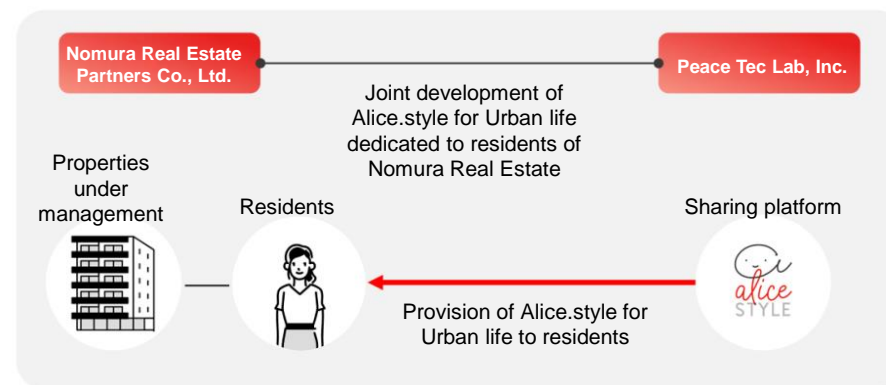 Nomura Real Estate
Partners Co., Ltd.
Peace Tec Lab, Inc.
Joint development of
Alice.style for Urban life
dedicated to residents of
Nomura Real Estate
Properties
under
management
Residents
Sharing platform
alice
STYLE
Provision of Alice.style for
Urban life to residents